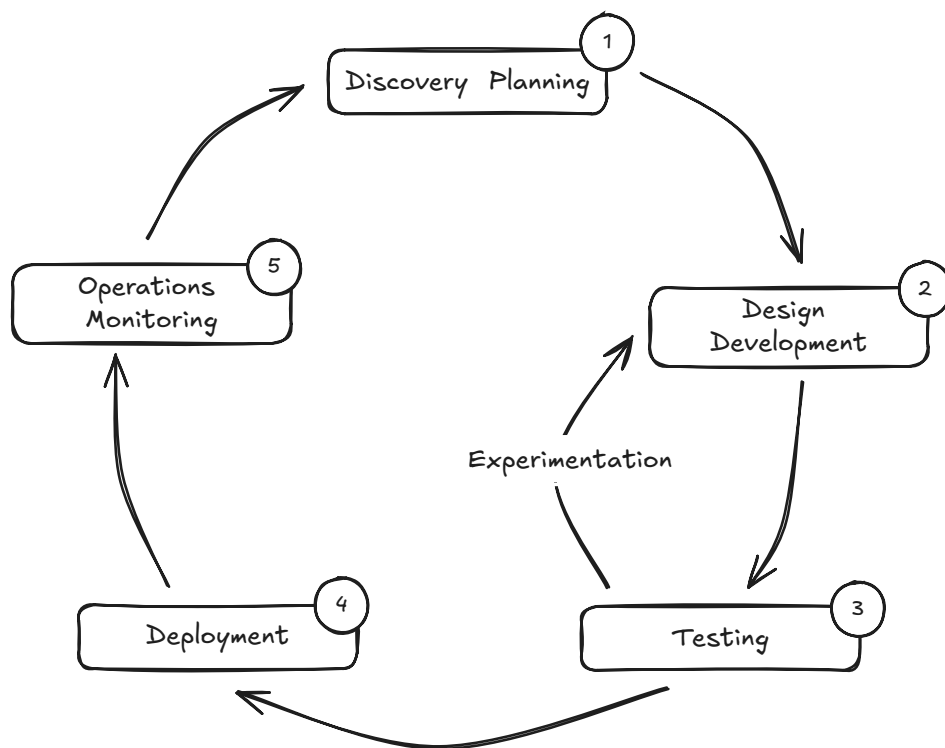 1
Discovery Planning
2
Design
Development
Experimentation
3
Testing
4
Deployment
5
Operations
Monitoring